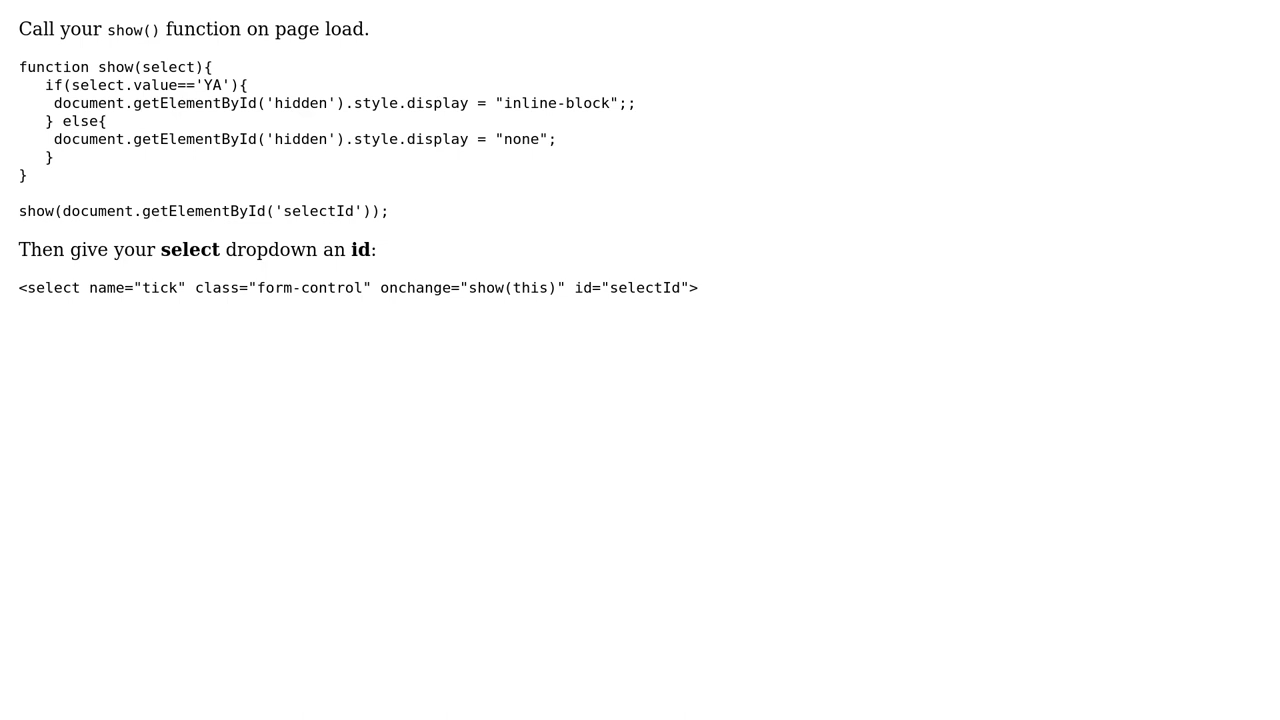 Call your show() function on page load.
function show(select){
   if(select.value=='YA'){
    document.getElementById('hidden').style.display = "inline-block";;
   } else{
    document.getElementById('hidden').style.display = "none";
   }
}
show(document.getElementById('selectId'));
Then give your select dropdown an id:
<select name="tick" class="form-control" onchange="show(this)" id="selectId">